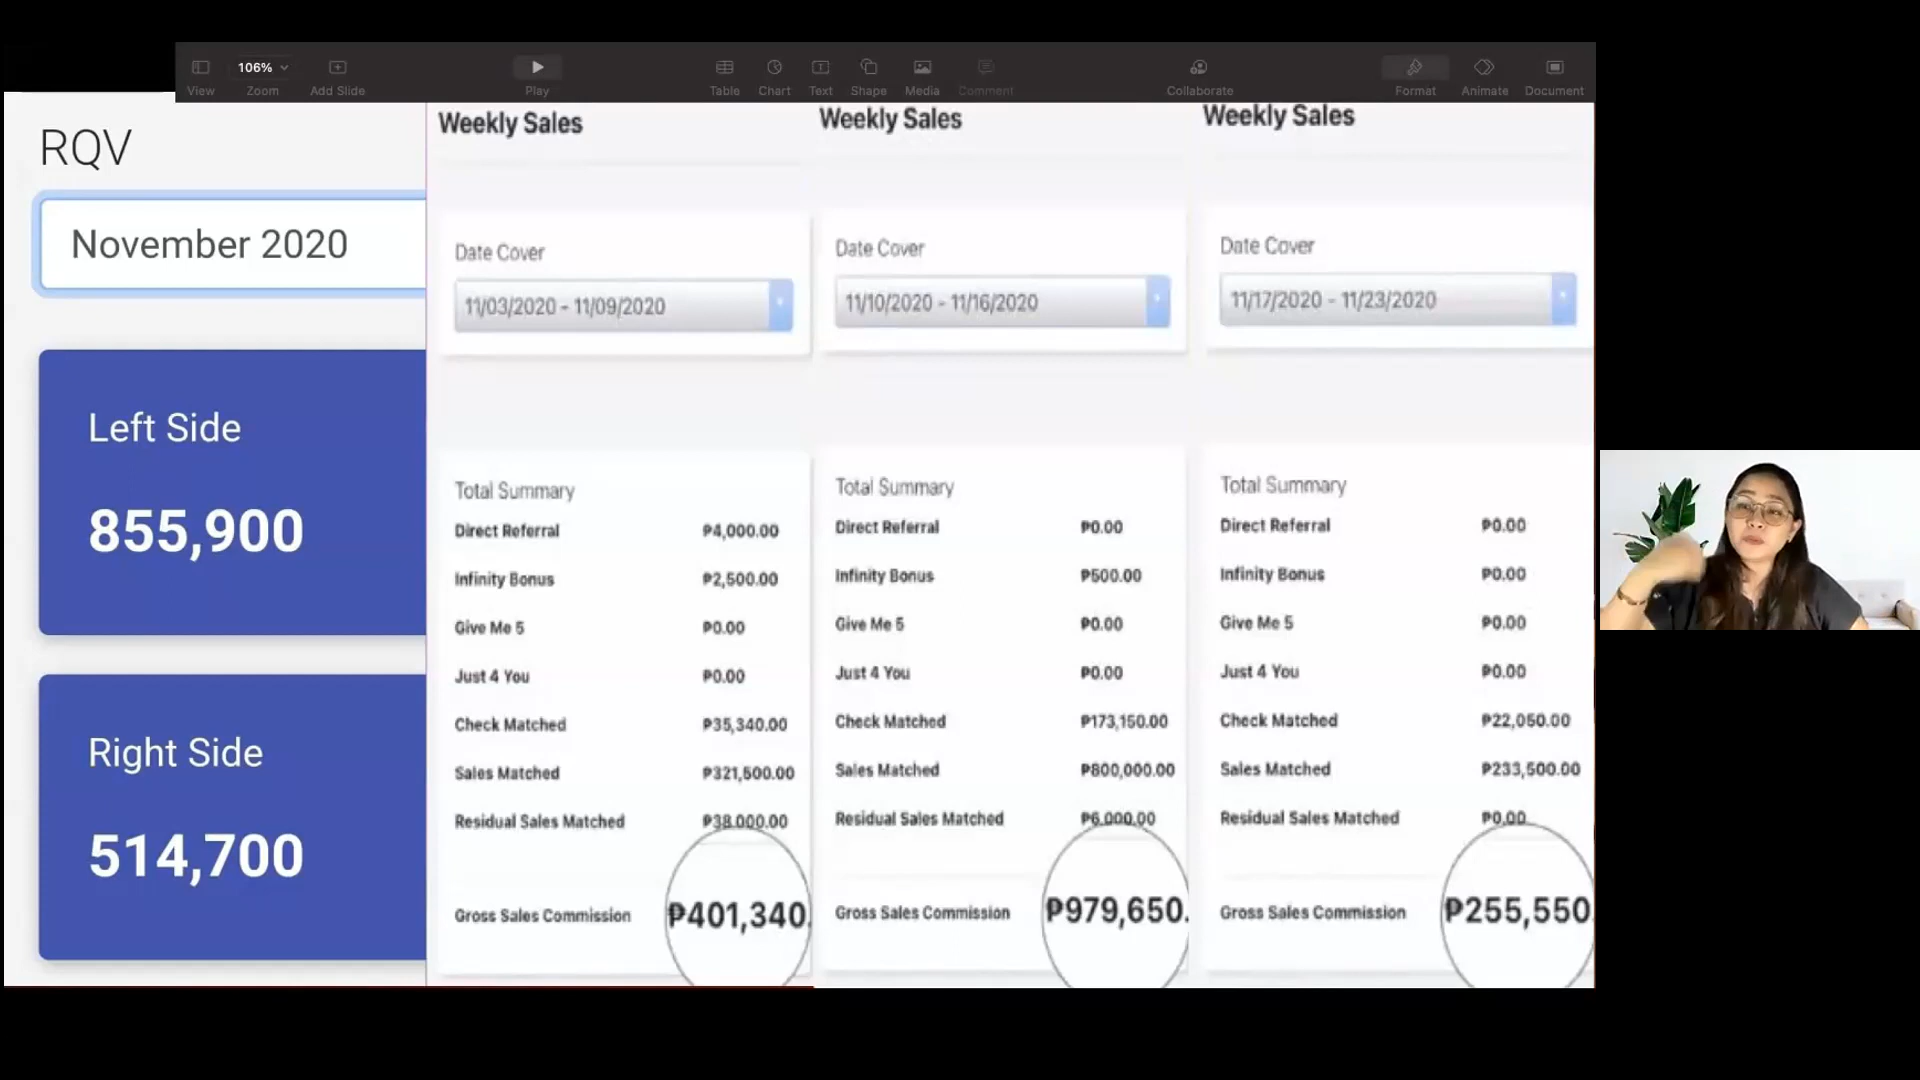 106%
View
Zoom
Add Slide
Play
Table
Chart
Text
Shape
Media
Comment
Collaborate
Format
Animate
Document
RQV
November 2020
Left Side
855,900
Right Side
514,700
Weekly Sales
Date Cover
11/03/2020 - 11/09/2020
Total Summary
Direct Referral ₱4,000.00
Infinity Bonus ₱2,500.00
Give Me 5 ₱0.00
Just 4 You ₱0.00
Check Matched ₱35,340.00
Sales Matched ₱321,500.00
Residual Sales Matched ₱38,000.00
Gross Sales Commission ₱401,340.
Weekly Sales
Date Cover
11/10/2020 - 11/16/2020
Total Summary
Direct Referral ₱0.00
Infinity Bonus ₱500.00
Give Me 5 ₱0.00
Just 4 You ₱0.00
Check Matched ₱173,150.00
Sales Matched ₱800,000.00
Residual Sales Matched ₱6,000.00
Gross Sales Commission ₱979,650.
Weekly Sales
Date Cover
11/17/2020 - 11/23/2020
Total Summary
Direct Referral ₱0.00
Infinity Bonus ₱0.00
Give Me 5 ₱0.00
Just 4 You ₱0.00
Check Matched ₱22,050.00
Sales Matched ₱233,500.00
Residual Sales Matched ₱0.00
Gross Sales Commission ₱255,550